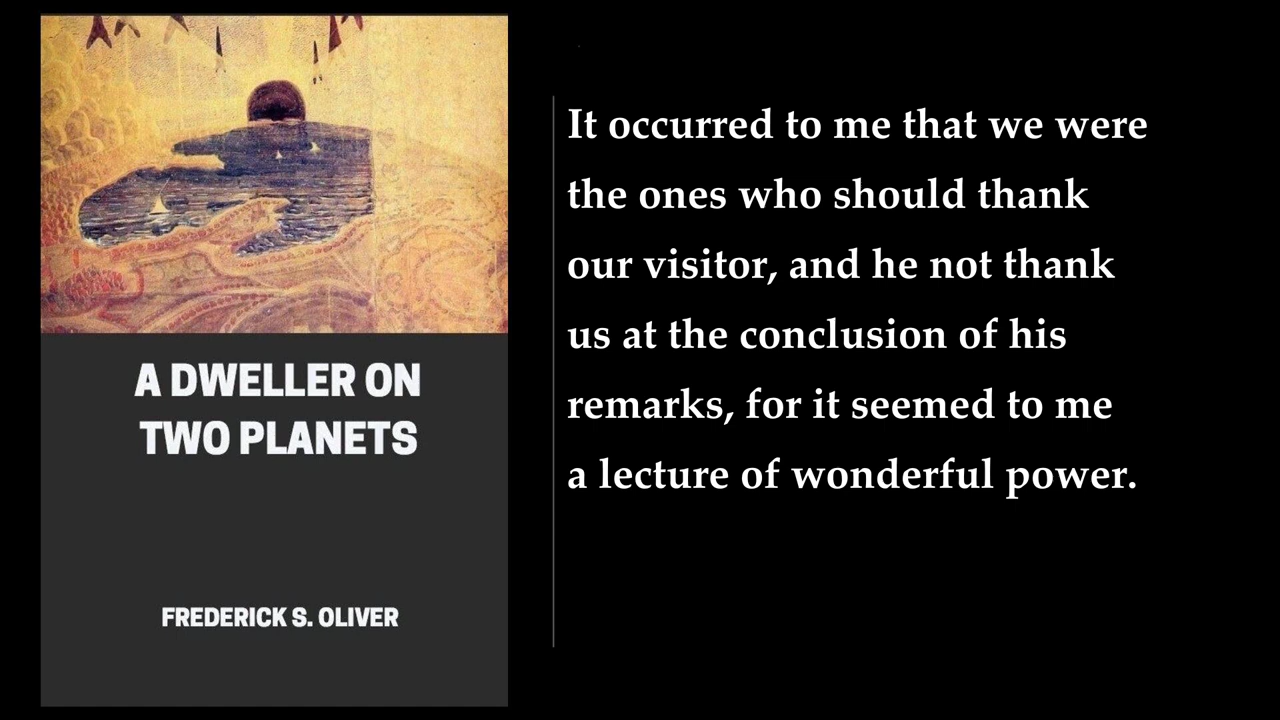 A DWELLER ON
TWO PLANETS
FREDERICK S. OLIVER
It occurred to me that we were
the ones who should thank
our visitor, and he not thank
us at the conclusion of his
remarks, for it seemed to me
a lecture of wonderful power.